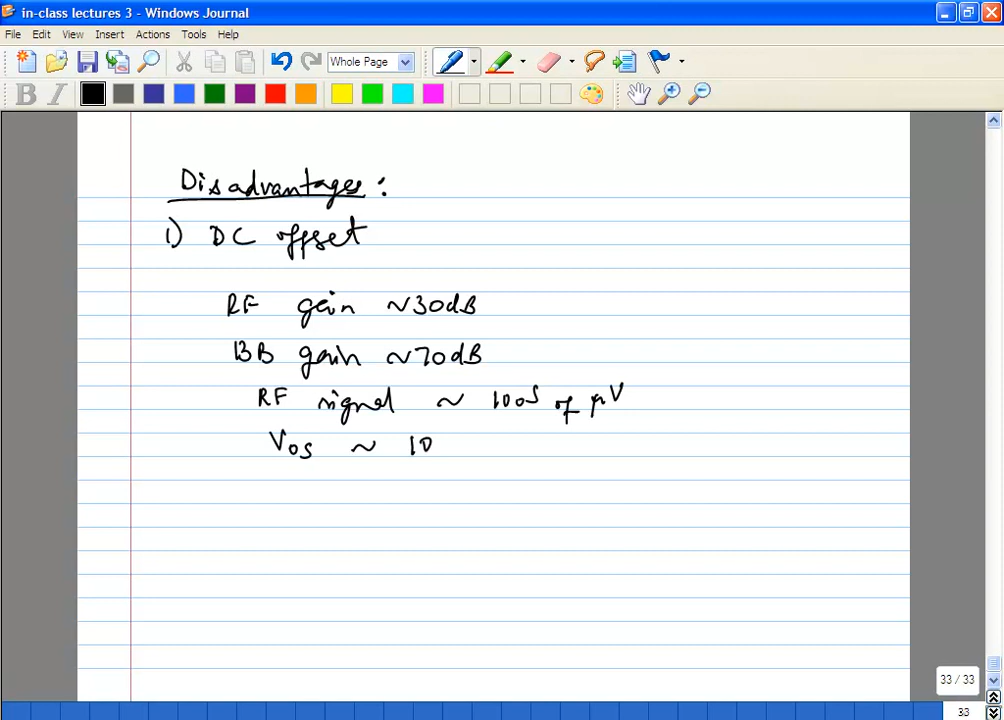 in-class lectures 3 - Windows Journal
File Edit View Insert Actions Tools Help
Whole Page
B I
Disadvantages :
1) DC offset
RF gain ~30dB
BB gain ~70dB
RF signal ~ 100s of μV
VOS ~ 10
33 / 33
33